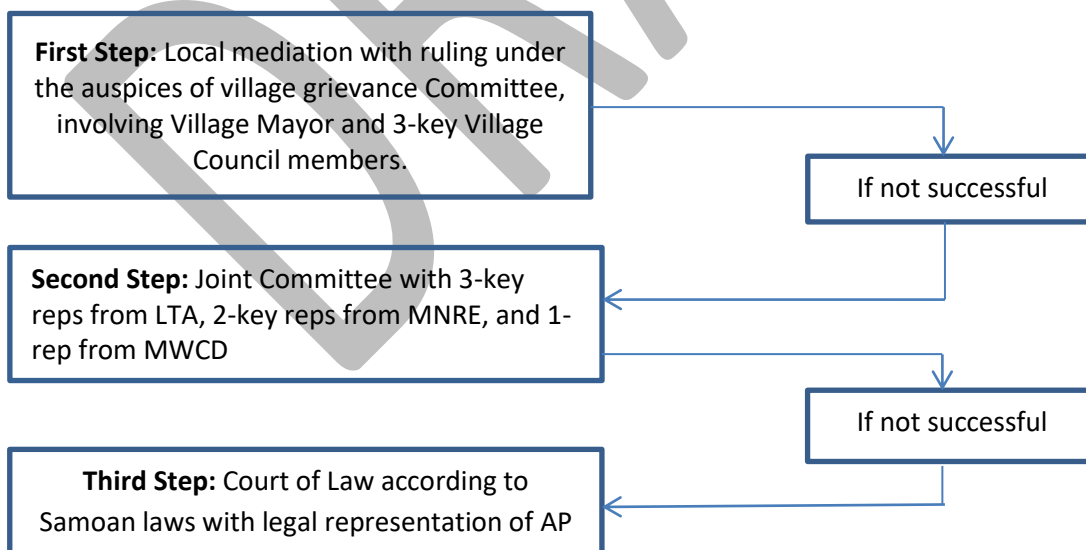 First Step: Local mediation with ruling under
the auspices of village grievance Committee,
involving Village Mayor and 3-key Village
Council members.
If not successful
Second Step: Joint Committee with 3-key
reps from LTA, 2-key reps from MNRE, and 1-
rep from MWCD
If not successful
Third Step: Court of Law according to
Samoan laws with legal representation of AP